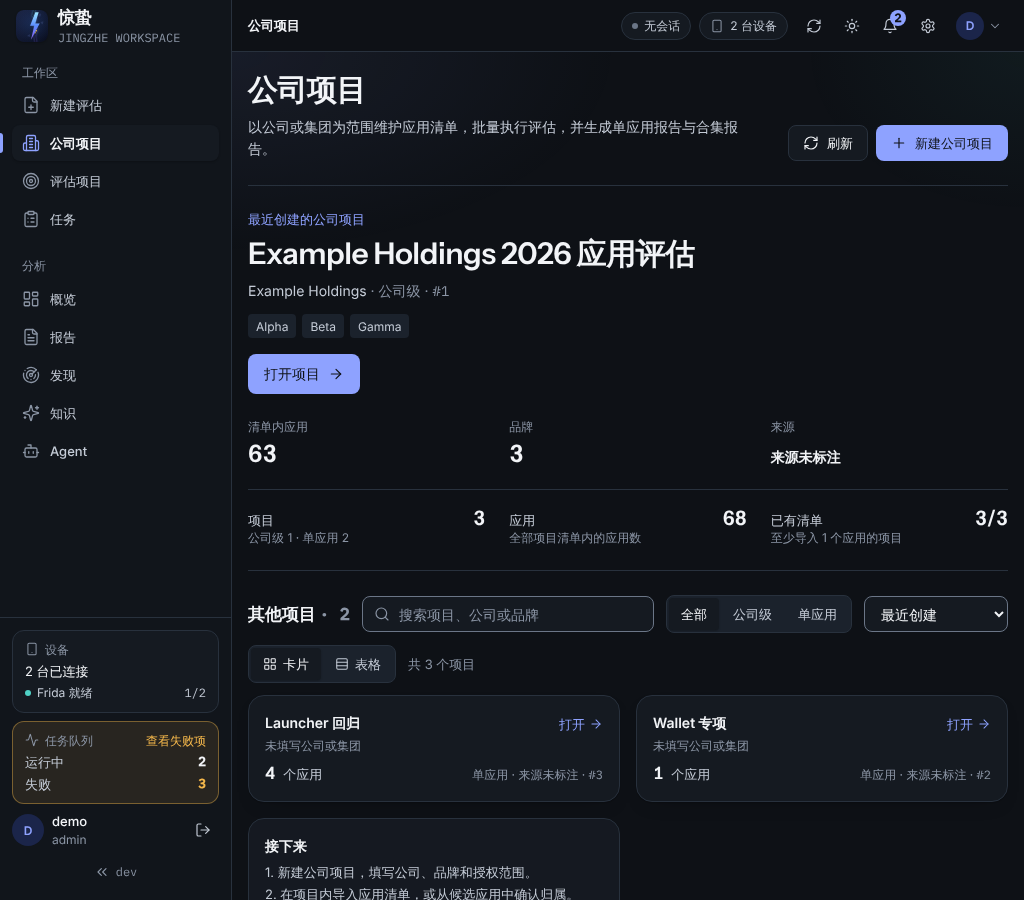 惊蛰
JINGZHE WORKSPACE
工作区
新建评估
公司项目
评估项目
任务
分析
概览
报告
发现
知识
Agent
设备
2 台已连接
Frida 就绪 1/2
任务队列 查看失败项
运行中 2
失败 3
D
demo
admin
dev
公司项目
无会话
2 台设备
2
D
公司项目
以公司或集团为范围维护应用清单，批量执行评估，并生成单应用报告与合集报
告。
刷新
新建公司项目
最近创建的公司项目
Example Holdings 2026 应用评估
Example Holdings · 公司级 · #1
Alpha Beta Gamma
打开项目
清单内应用 品牌 来源
63 3 来源未标注
项目 3 应用 68 已有清单 3/3
公司级 1 · 单应用 2 全部项目清单内的应用数 至少导入 1 个应用的项目
其他项目 · 2 搜索项目、公司或品牌 全部 公司级 单应用 最近创建
卡片 表格 共 3 个项目
Launcher 回归 打开
未填写公司或集团
4 个应用 单应用 · 来源未标注 · #3
Wallet 专项 打开
未填写公司或集团
1 个应用 单应用 · 来源未标注 · #2
接下来
1. 新建公司项目，填写公司、品牌和授权范围。
2. 在项目内导入应用清单，或从候选应用中确认归属。